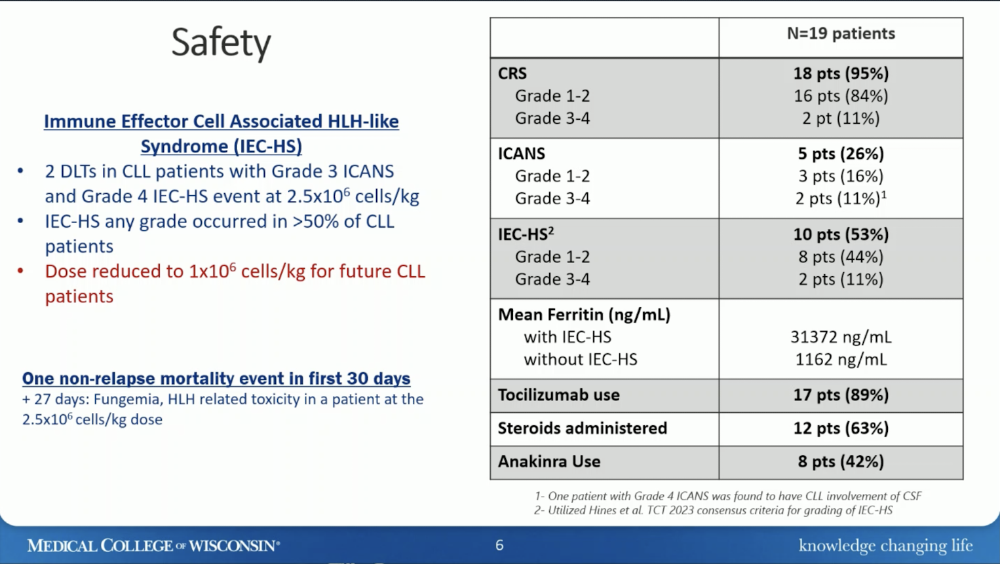 Safety
Immune Effector Cell Associated HLH-like
Syndrome (IEC-HS)
• 2 DLTs in CLL patients with Grade 3 ICANS
and Grade 4 IEC-HS event at 2.5x10⁶ cells/kg
• IEC-HS any grade occurred in >50% of CLL
patients
• Dose reduced to 1x10⁶ cells/kg for future CLL
patients
One non-relapse mortality event in first 30 days
+ 27 days: Fungemia, HLH related toxicity in a patient at the
2.5x10⁶ cells/kg dose
N=19 patients
CRS 18 pts (95%)
Grade 1-2 16 pts (84%)
Grade 3-4 2 pt (11%)
ICANS 5 pts (26%)
Grade 1-2 3 pts (16%)
Grade 3-4 2 pts (11%)¹
IEC-HS² 10 pts (53%)
Grade 1-2 8 pts (44%)
Grade 3-4 2 pts (11%)
Mean Ferritin (ng/mL)
with IEC-HS 31372 ng/mL
without IEC-HS 1162 ng/mL
Tocilizumab use 17 pts (89%)
Steroids administered 12 pts (63%)
Anakinra Use 8 pts (42%)
1- One patient with Grade 4 ICANS was found to have CLL involvement of CSF
2- Utilized Hines et al. TCT 2023 consensus criteria for grading of IEC-HS
MEDICAL COLLEGE OF WISCONSIN®
6
knowledge changing life